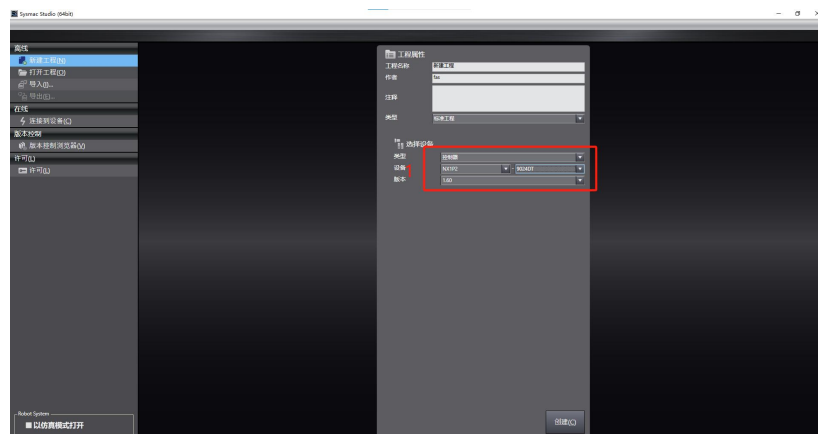 Sysmac Studio (64bit)
离线
新建工程(N)
打开工程(O)
导入(I)...
导出(E)...
在线
连接到设备(C)
版本控制
版本控制浏览器(V)
许可(L)
许可(L)
Robot System
以仿真模式打开
工程属性
工程名称 新建工程
作者
注释
类型 标准工程
选择设备
类型 控制器
设备 NX1P2 - 9024DT
版本 1.60
创建(C)